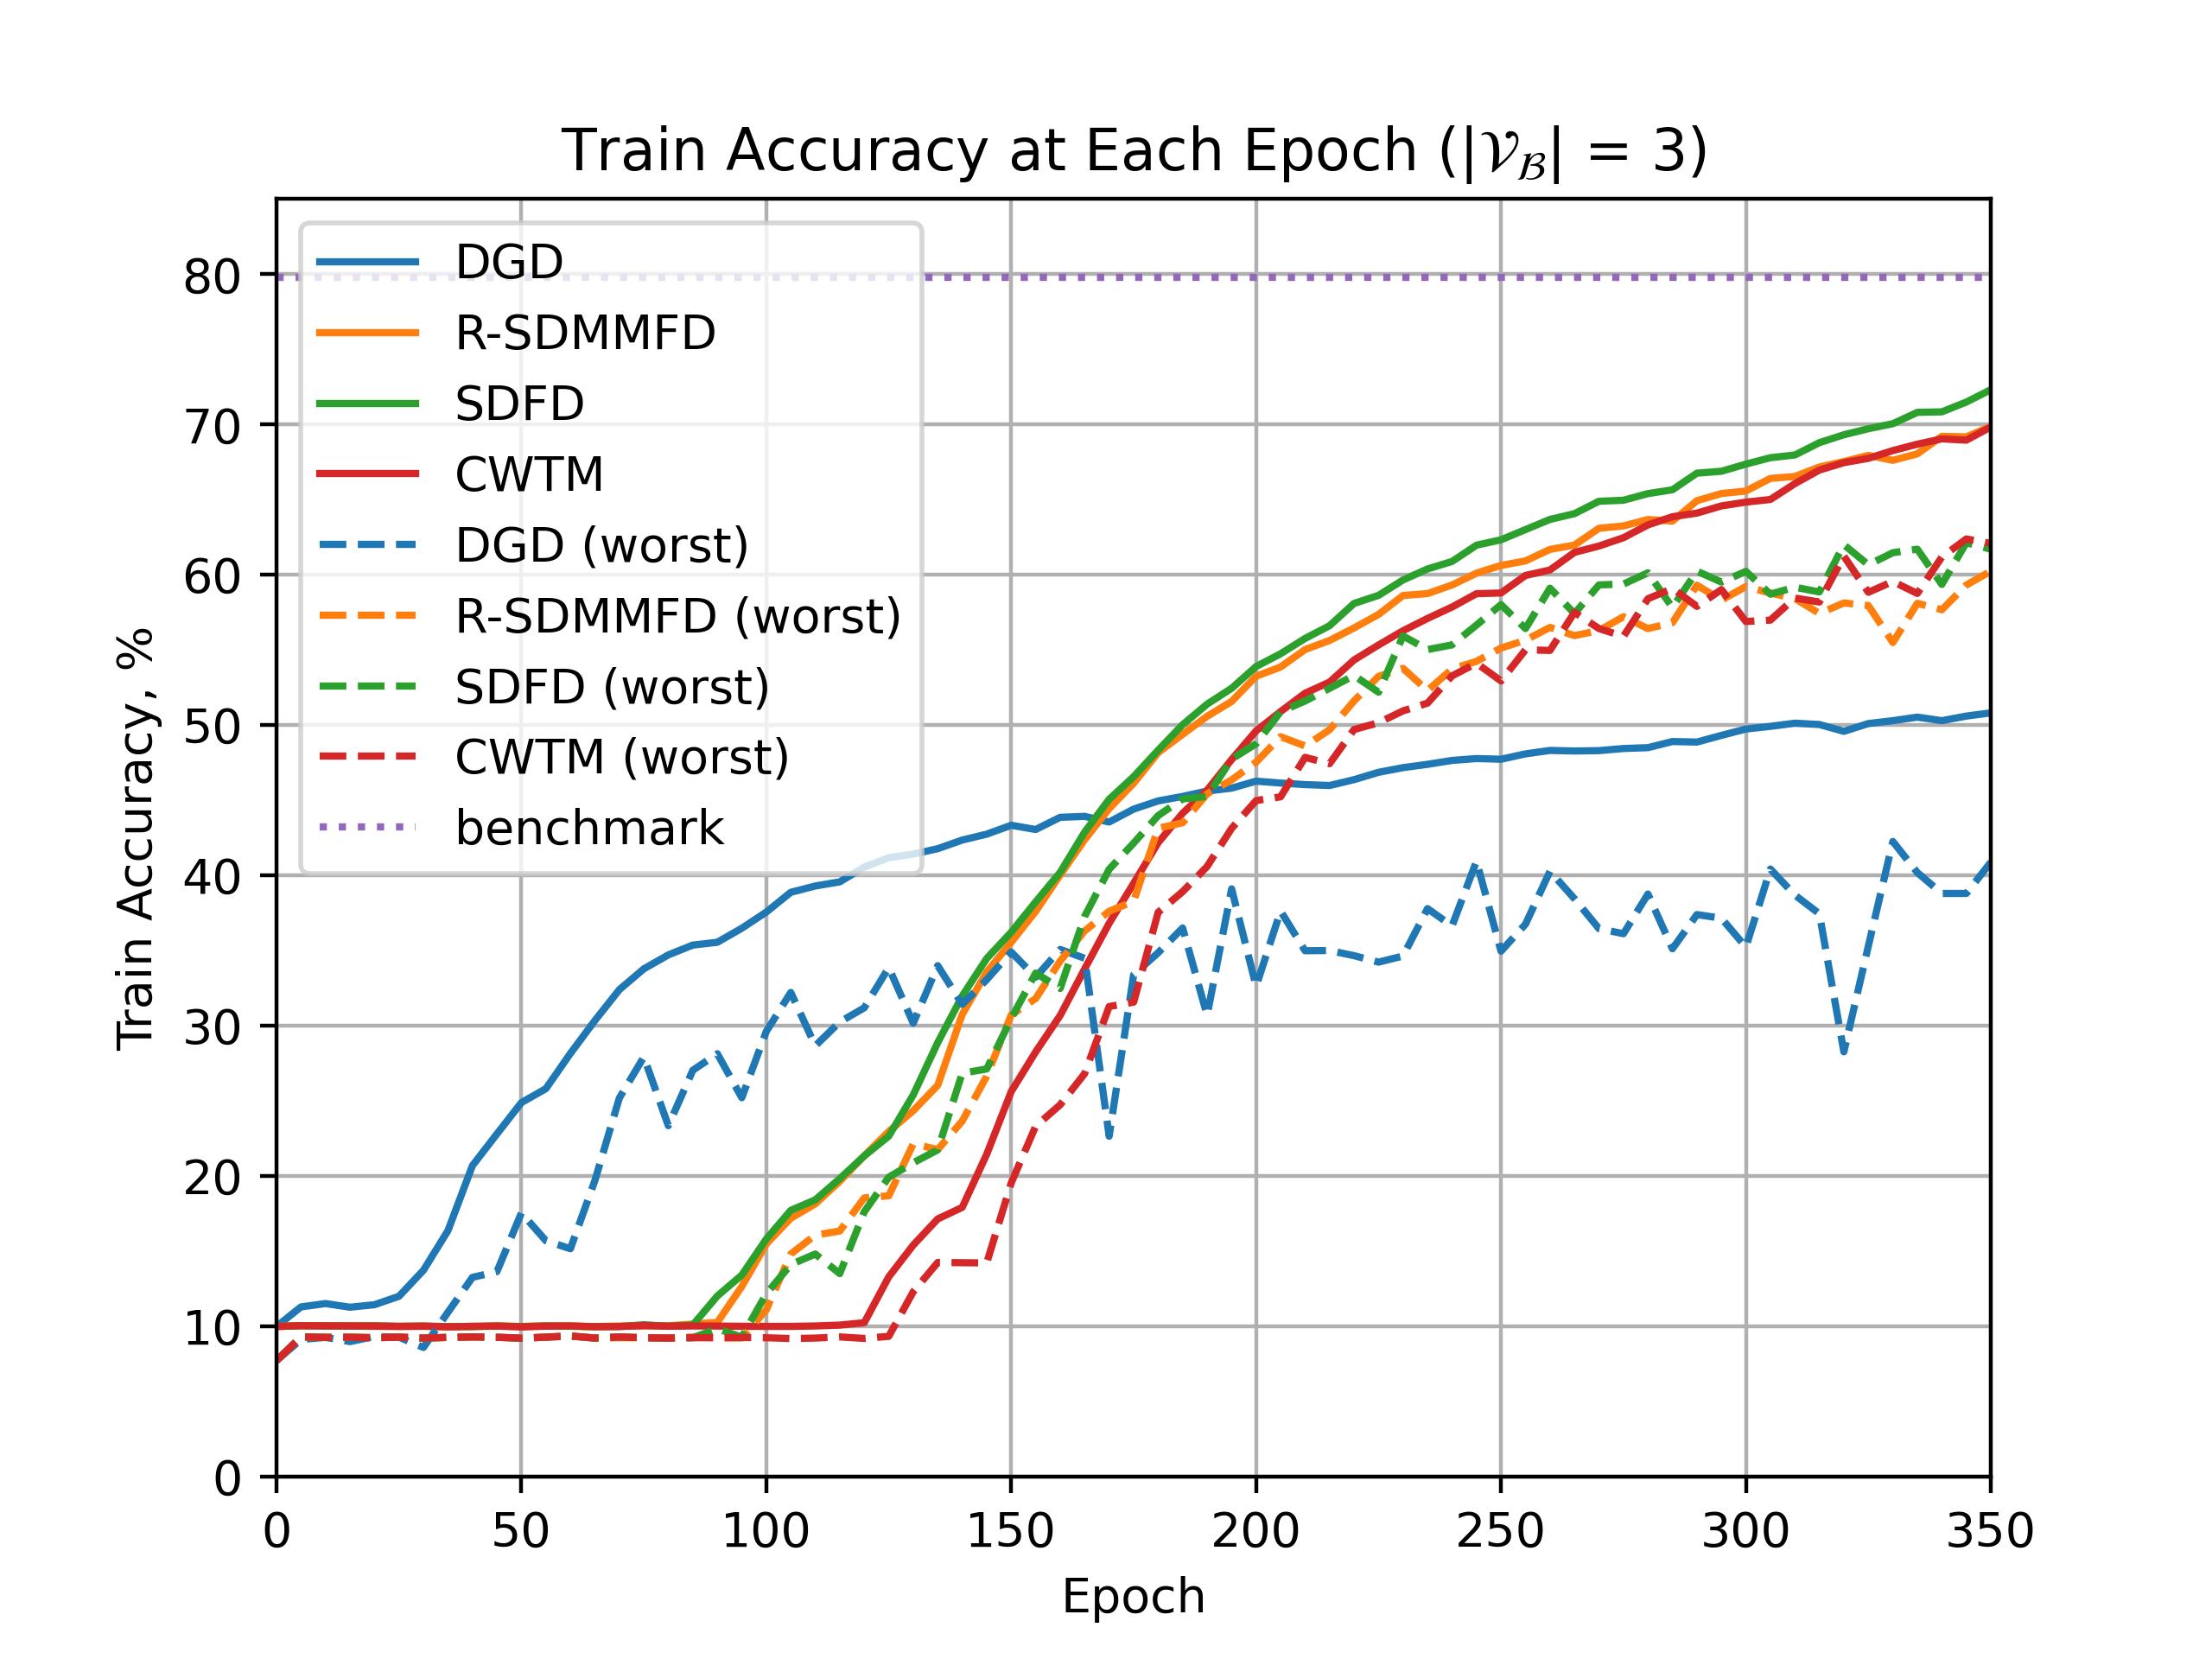 Train Accuracy at Each Epoch (|𝒱_ℬ| = 3)
DGD
R-SDMMFD
SDFD
CWTM
DGD (worst)
R-SDMMFD (worst)
SDFD (worst)
CWTM (worst)
benchmark
Train Accuracy, %
80
70
60
50
40
30
20
10
0
0 50 100 150 200 250 300 350
Epoch